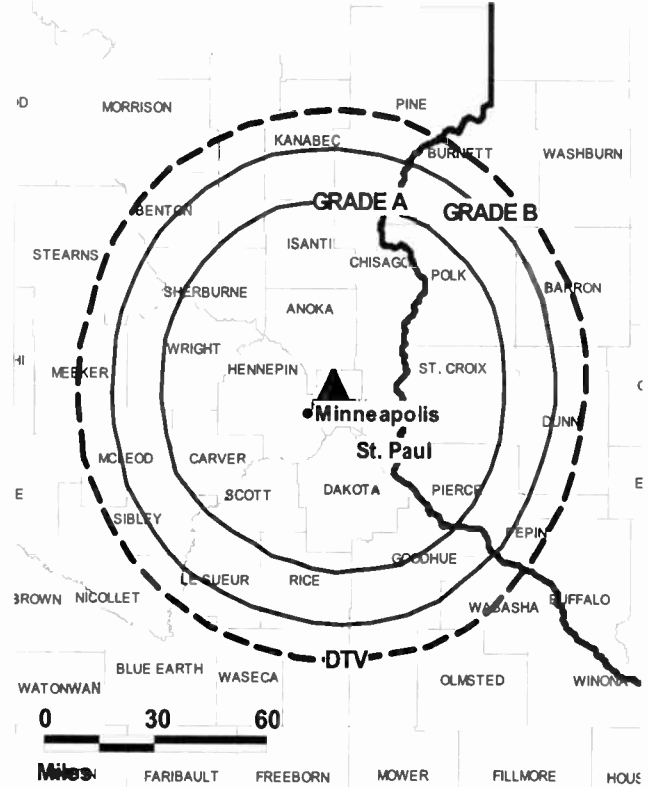 PINE
MORRISON
KANABEC
BURNETT
WASHBURN
GRADE A
GRADE B
BENTON
ISANTI
STEARNS
CHISAGO
POLK
SHERBURNE
BARRON
ANOKA
WRIGHT
HENNEPIN
ST. CROIX
MEEKER
Minneapolis
DUNN
St. Paul
MCLEOD
CARVER
SCOTT
DAKOTA
PIERCE
SIBLEY
PEPIN
GOODHUE
LE SUEUR
RICE
BROWN
NICOLLET
WABASHA
BUFFALO
DTV
BLUE EARTH
WASECA
OLMSTED
WATONWAN
WINONA
0 30 60
Miles
FARIBAULT
FREEBORN
MOWER
FILLMORE
HOUS